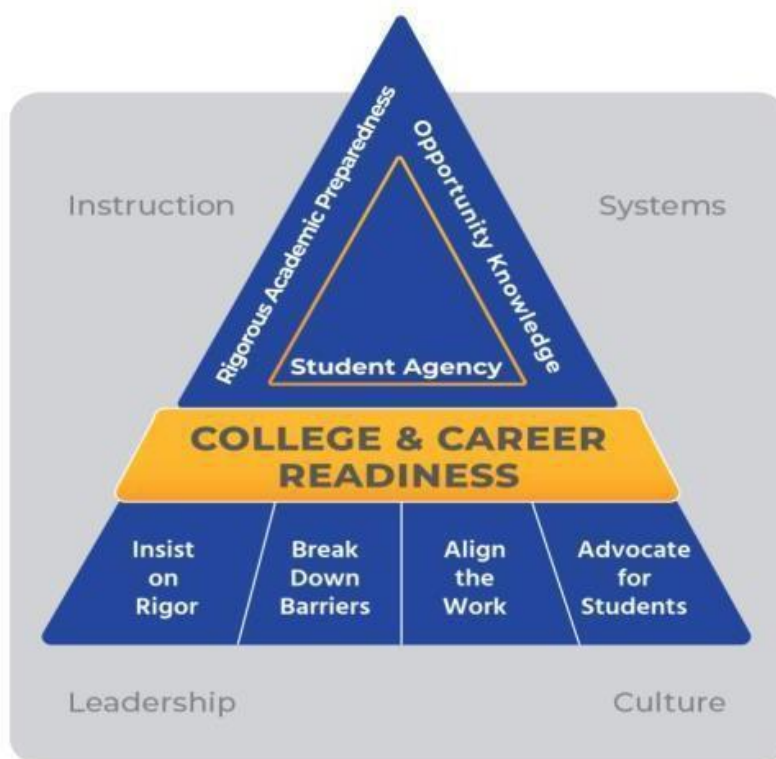 Rigorous Academic Preparedness
Opportunity Knowledge
Instruction
Systems
Student Agency
COLLEGE & CAREER
READINESS
Insist
on
Rigor
Break
Down
Barriers
Align
the
Work
Advocate
for
Students
Leadership
Culture